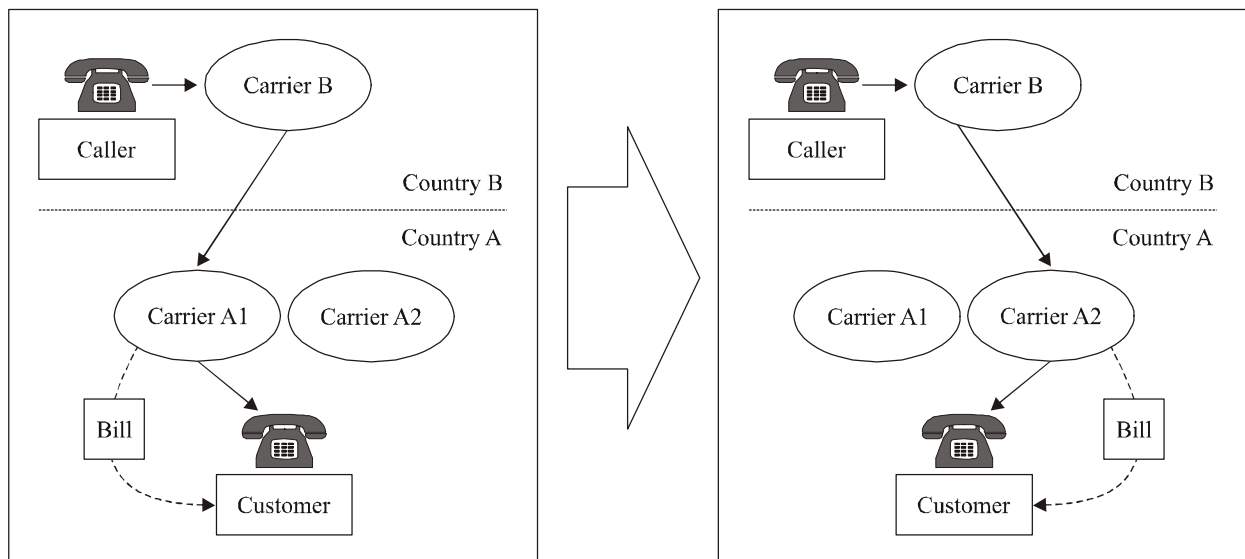 Carrier B
Caller
Country B
Country A
Carrier A1
Carrier A2
Bill
Customer
Carrier B
Caller
Country B
Country A
Carrier A1
Carrier A2
Bill
Customer